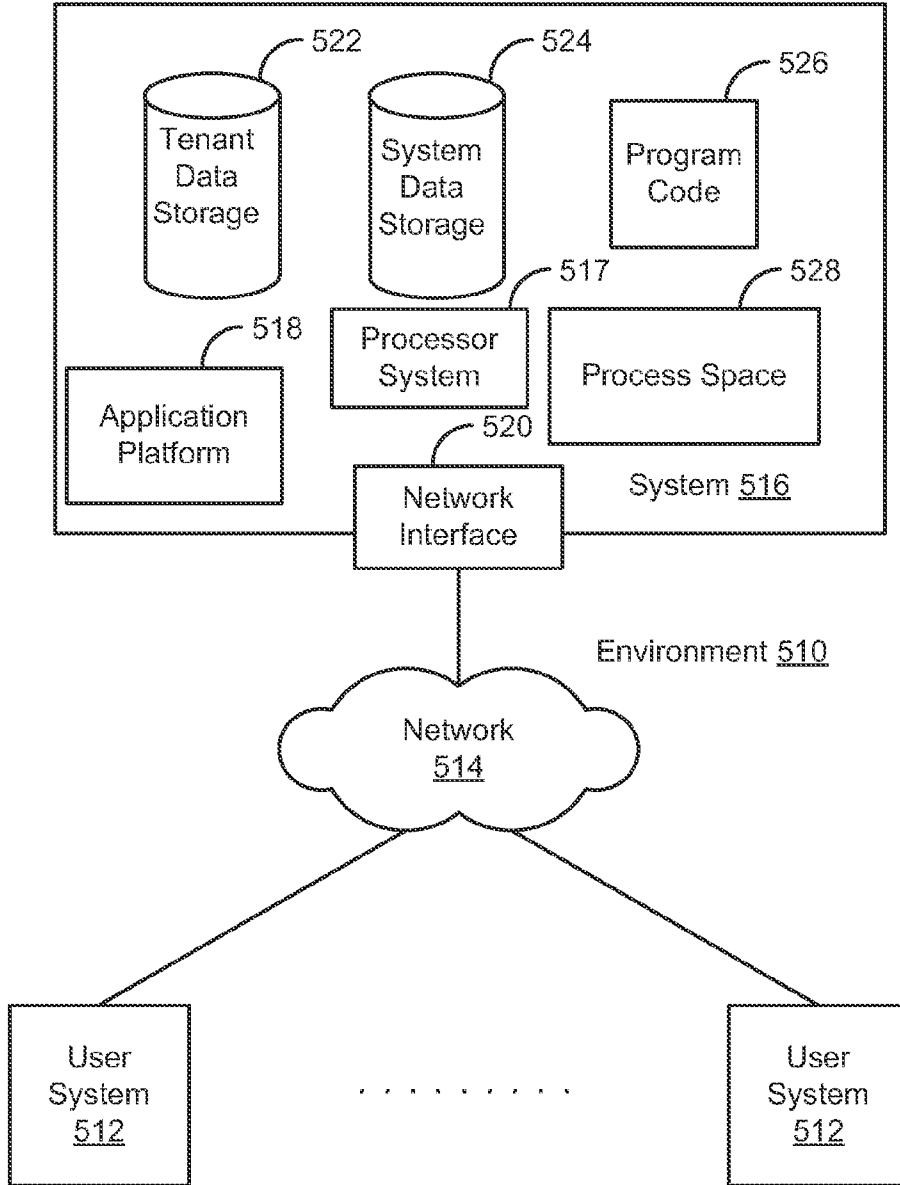 522
524
526
Tenant
Data
Storage
System
Data
Storage
Program
Code
517
528
518
Processor
System
Process Space
Application
Platform
520
Network
Interface
System 516
Environment 510
Network
514
User
System
512
User
System
512